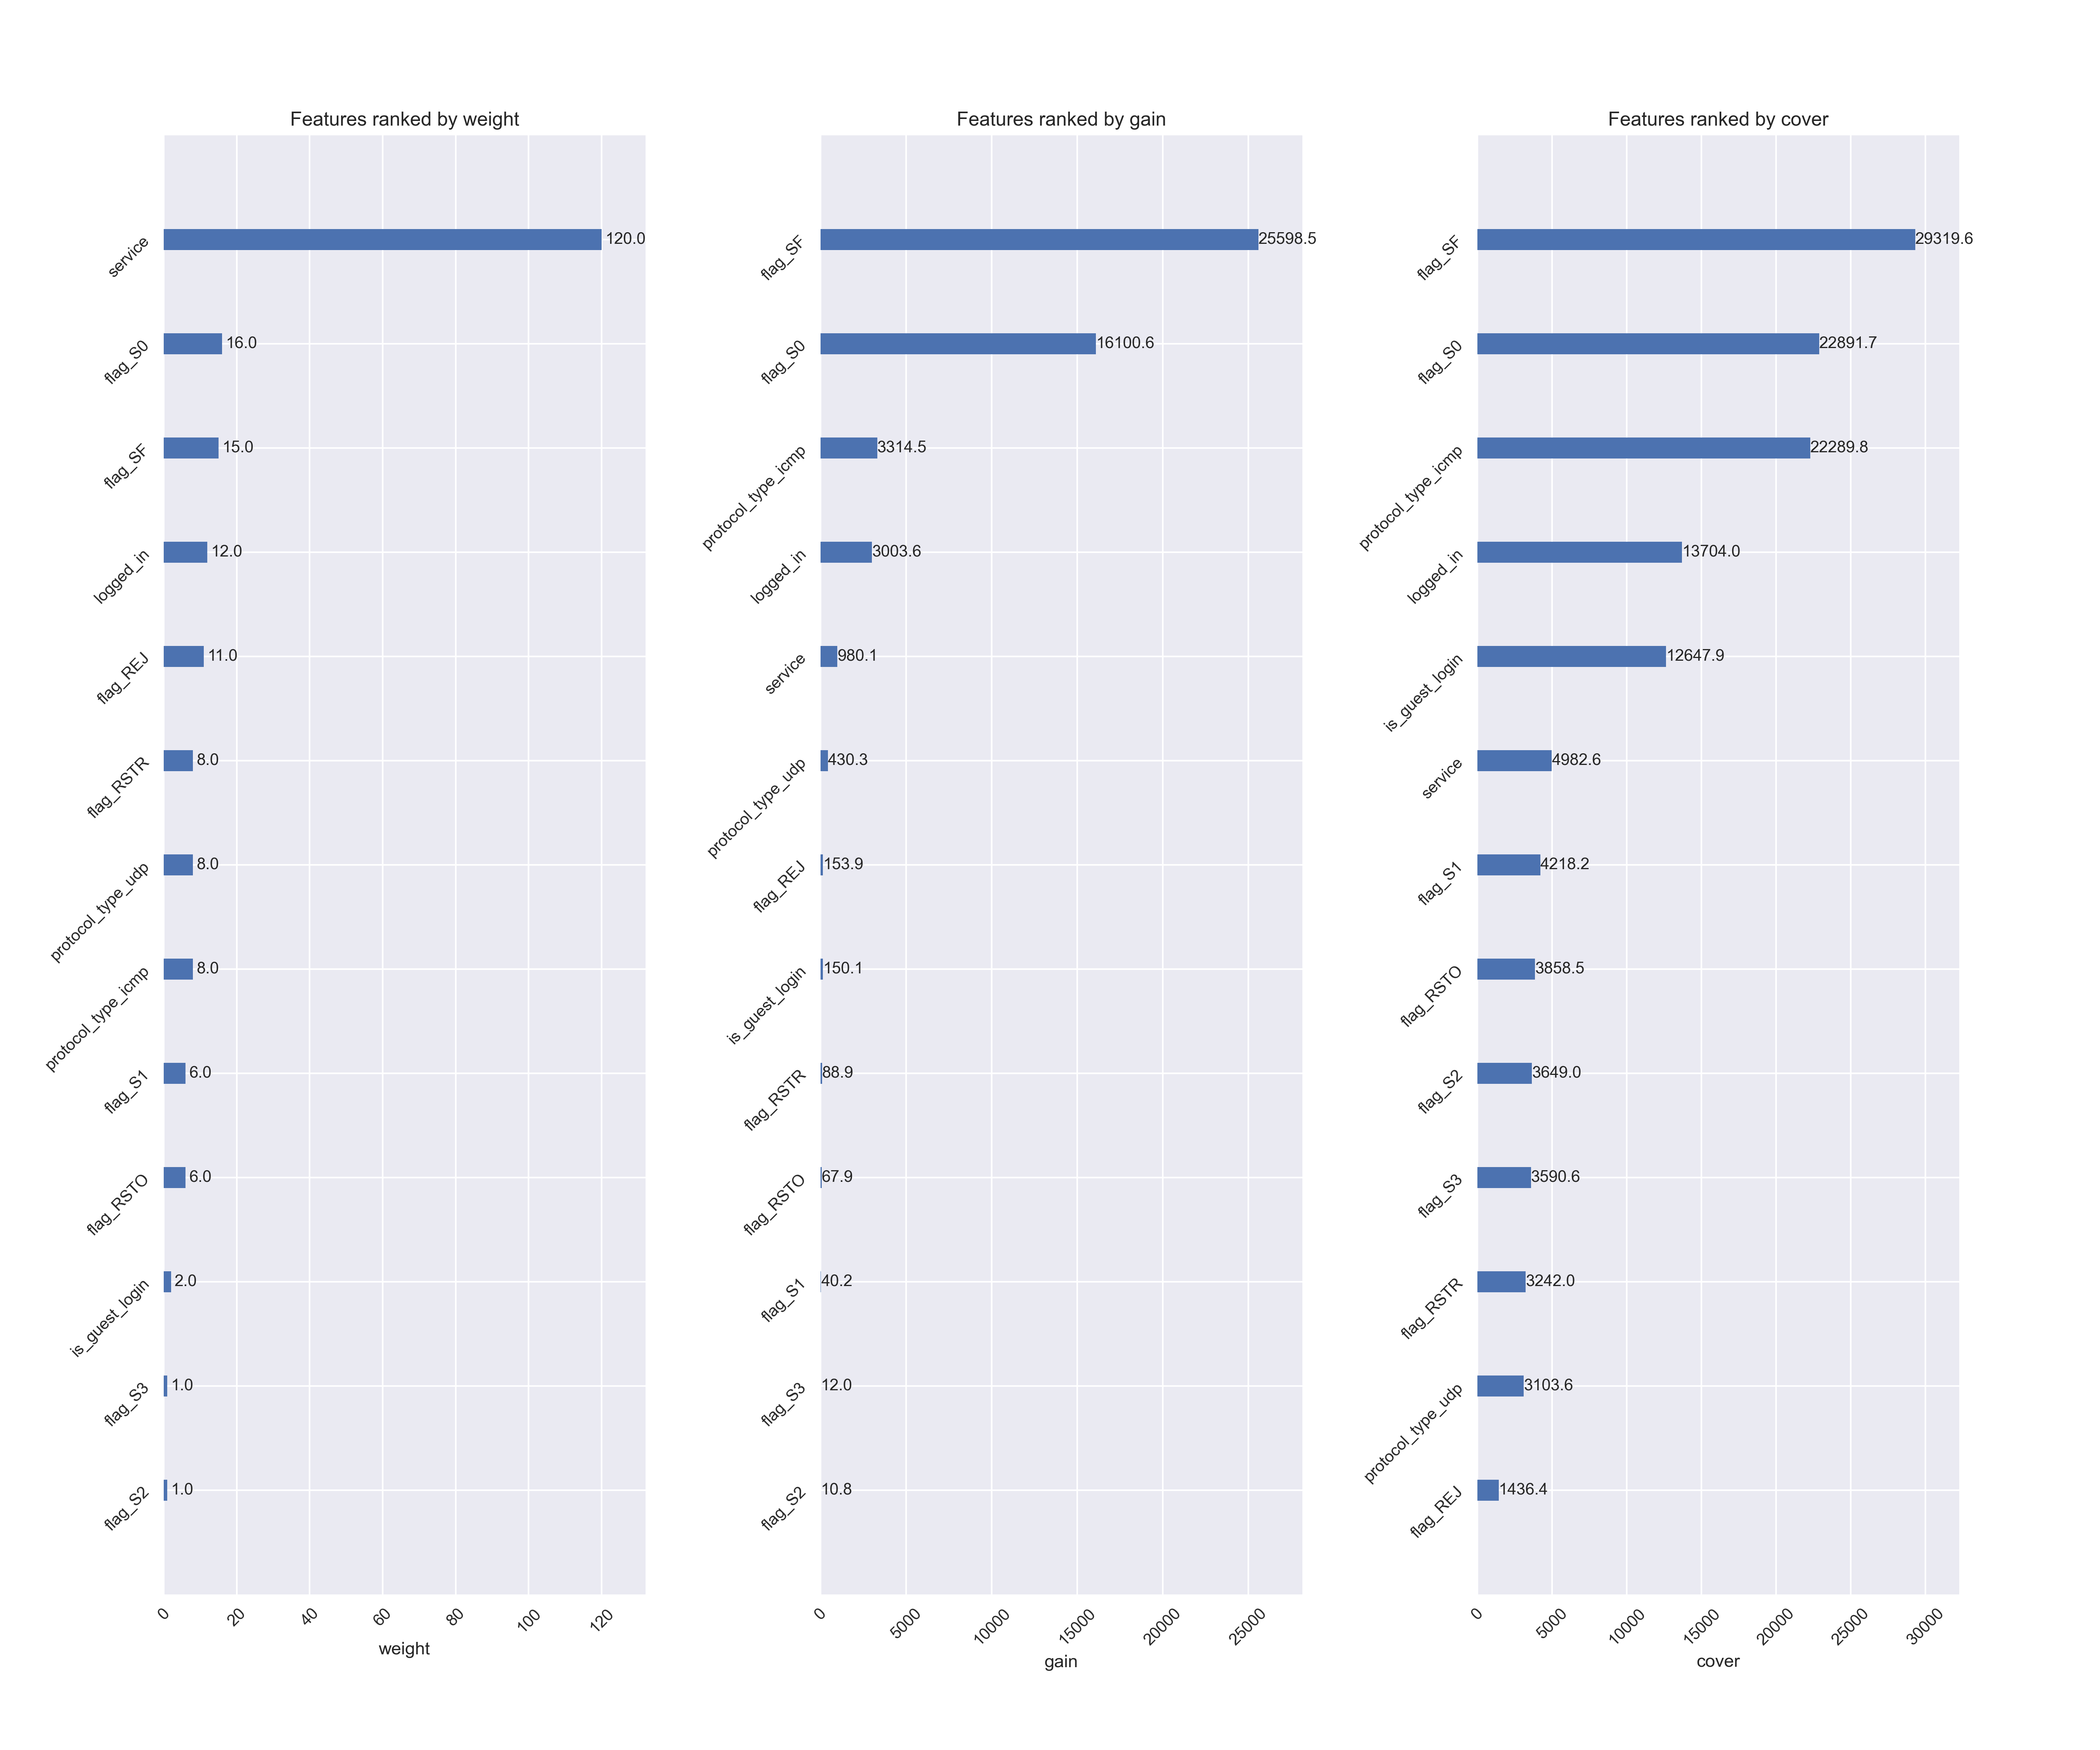 Features ranked by weight
service 120.0
flag_S0 16.0
flag_SF 15.0
logged_in 12.0
flag_REJ 11.0
flag_RSTR 8.0
protocol_type_udp 8.0
protocol_type_icmp 8.0
flag_S1 6.0
flag_RSTO 6.0
is_guest_login 2.0
flag_S3 1.0
flag_S2 1.0
0 20 40 60 80 100 120
weight
Features ranked by gain
flag_SF 25598.5
flag_S0 16100.6
protocol_type_icmp 3314.5
logged_in 3003.6
service 980.1
protocol_type_udp 430.3
flag_REJ 153.9
is_guest_login 150.1
flag_RSTR 88.9
flag_RSTO 67.9
flag_S1 40.2
flag_S3 12.0
flag_S2 10.8
0 5000 10000 15000 20000 25000
gain
Features ranked by cover
flag_SF 29319.6
flag_S0 22891.7
protocol_type_icmp 22289.8
logged_in 13704.0
is_guest_login 12647.9
service 4982.6
flag_S1 4218.2
flag_RSTO 3858.5
flag_S2 3649.0
flag_S3 3590.6
flag_RSTR 3242.0
protocol_type_udp 3103.6
flag_REJ 1436.4
0 5000 10000 15000 20000 25000 30000
cover